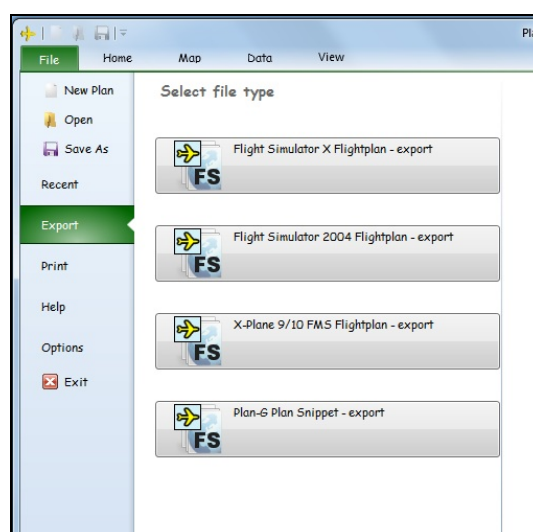 Pla
File Home Map Data View
New Plan
Open
Save As
Recent
Export
Print
Help
Options
Exit
Select file type
FS Flight Simulator X Flightplan - export
FS Flight Simulator 2004 Flightplan - export
FS X-Plane 9/10 FMS Flightplan - export
FS Plan-G Plan Snippet - export